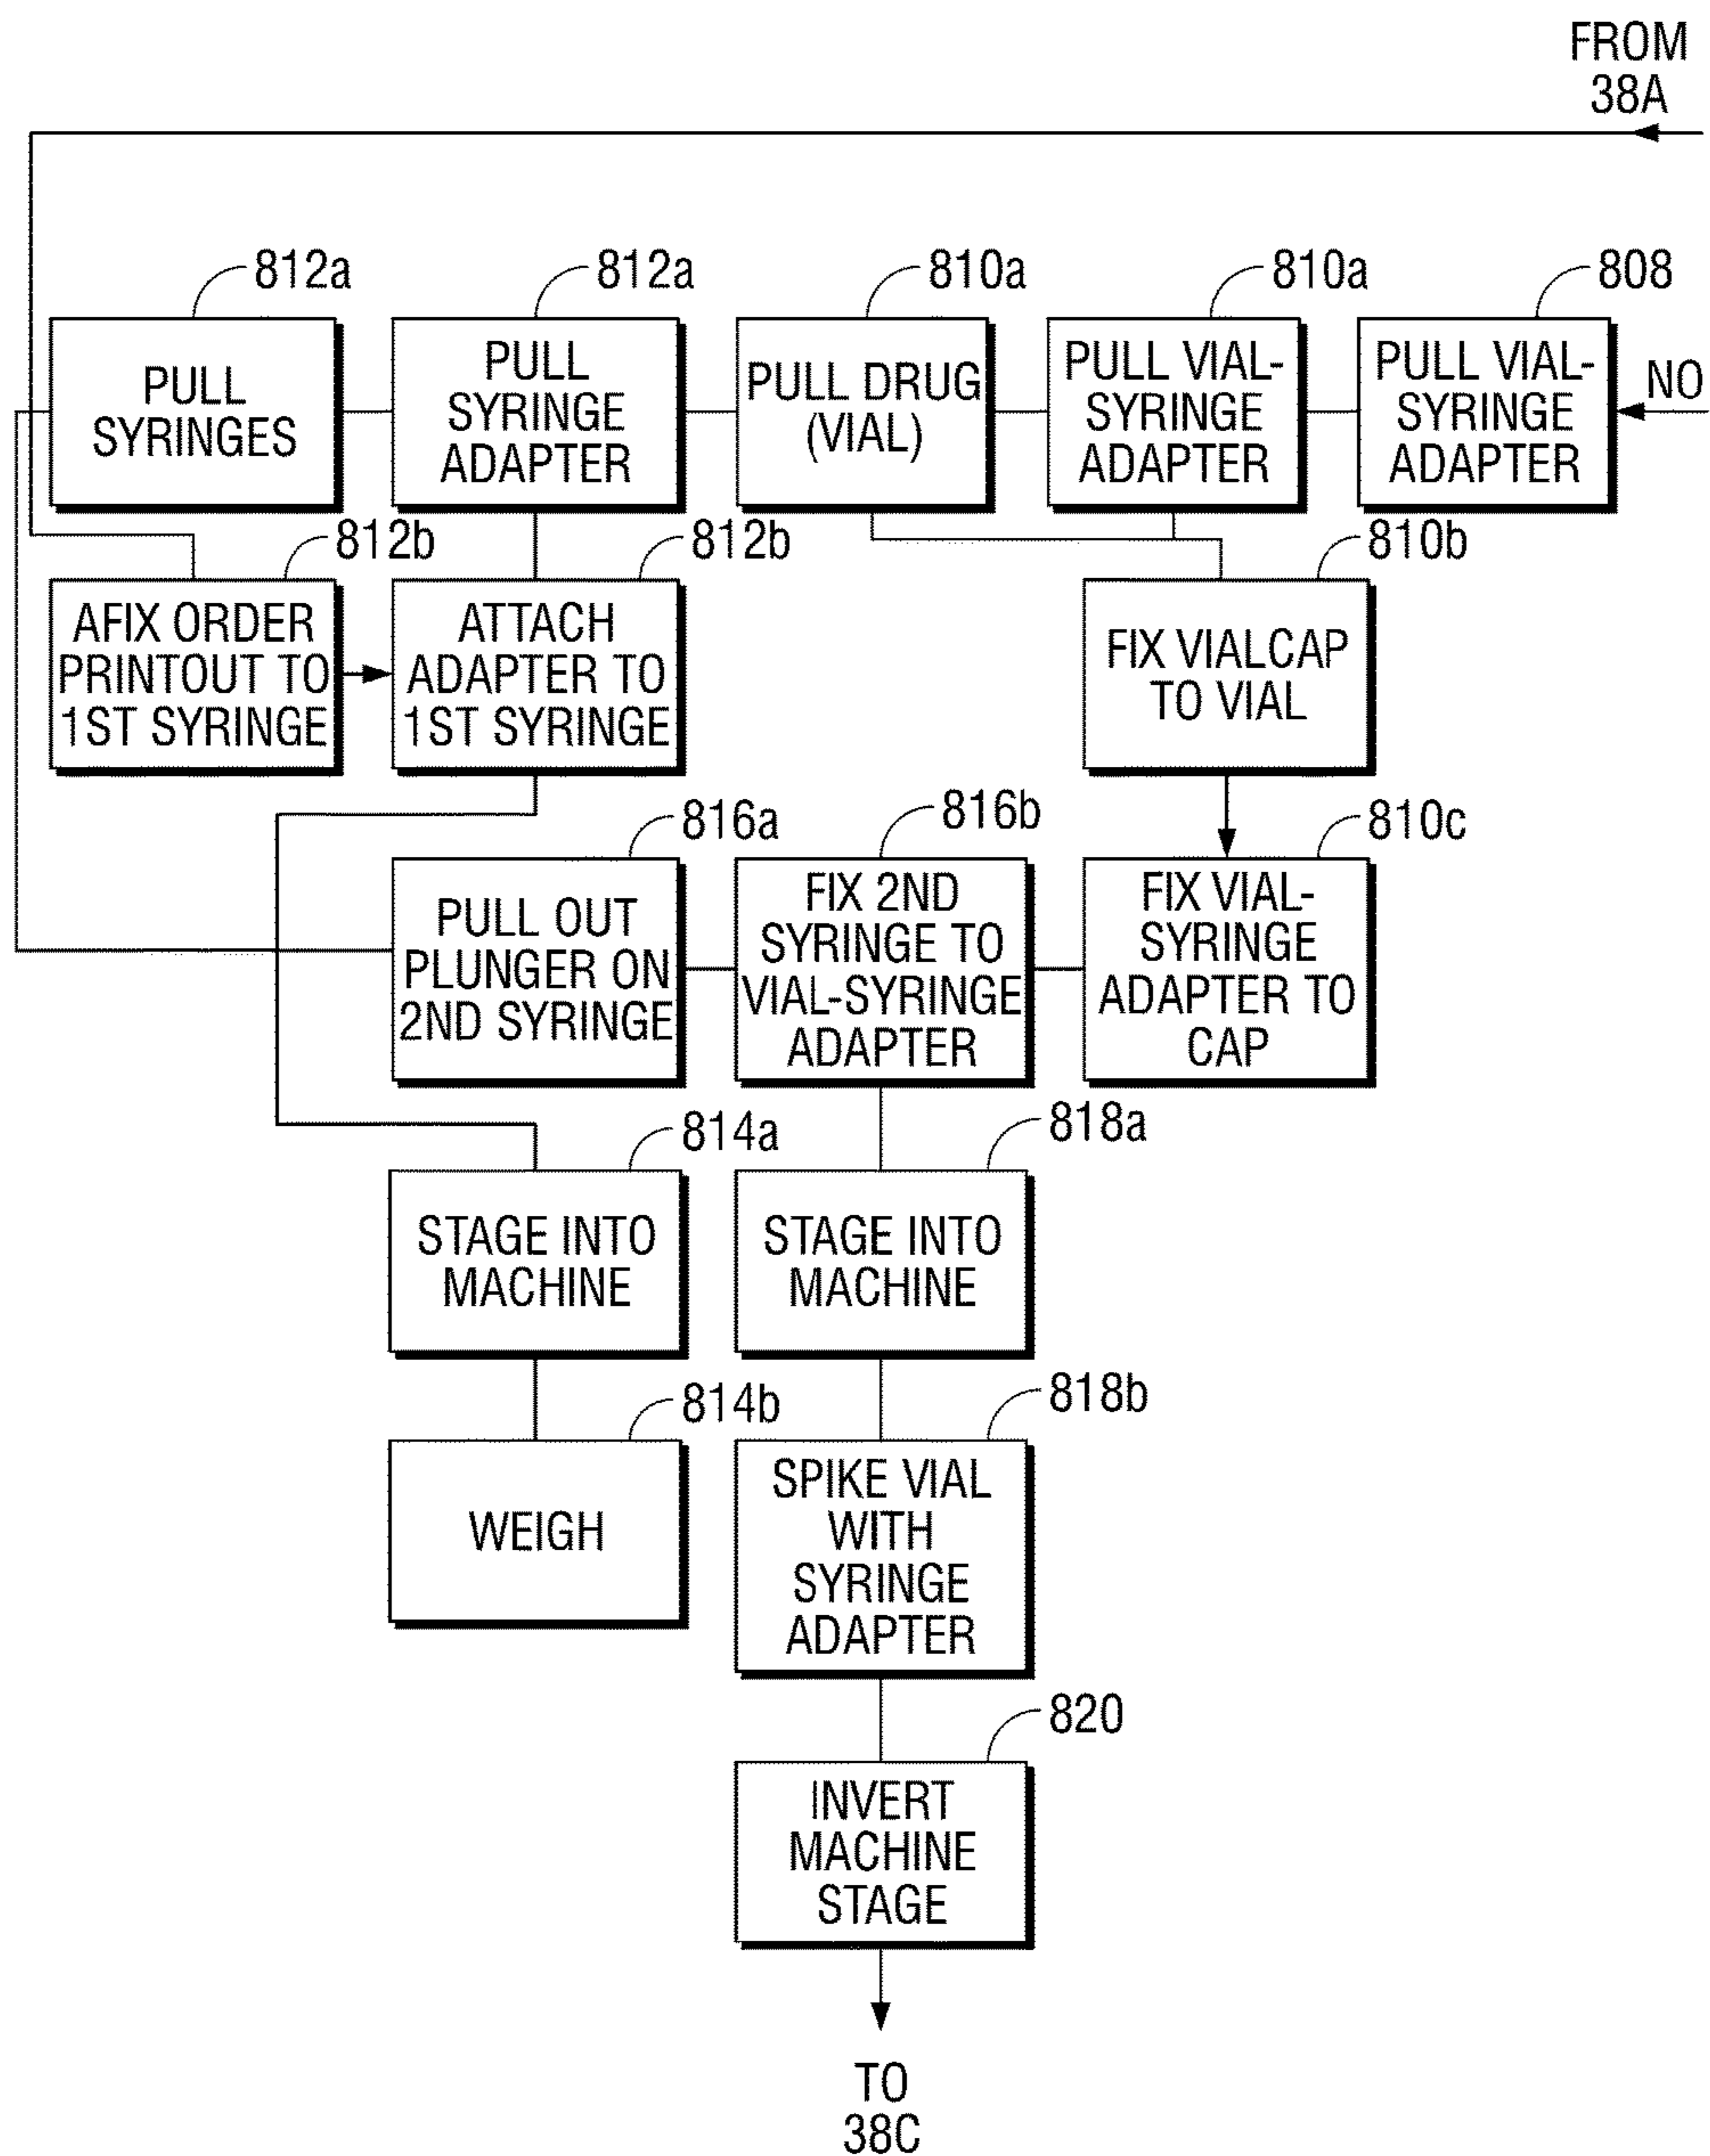 FROM
38A
812a
812a
810a
810a
808
PULL
SYRINGES
PULL
SYRINGE
ADAPTER
PULL DRUG
(VIAL)
PULL VIAL-
SYRINGE
ADAPTER
PULL VIAL-
SYRINGE
ADAPTER
NO
812b
812b
810b
AFIX ORDER
PRINTOUT TO
1ST SYRINGE
ATTACH
ADAPTER TO
1ST SYRINGE
FIX VIALCAP
TO VIAL
816a
816b
810c
PULL OUT
PLUNGER ON
2ND SYRINGE
FIX 2ND
SYRINGE TO
VIAL-SYRINGE
ADAPTER
FIX VIAL-
SYRINGE
ADAPTER TO
CAP
814a
818a
STAGE INTO
MACHINE
STAGE INTO
MACHINE
814b
818b
WEIGH
SPIKE VIAL
WITH
SYRINGE
ADAPTER
820
INVERT
MACHINE
STAGE
TO
38C